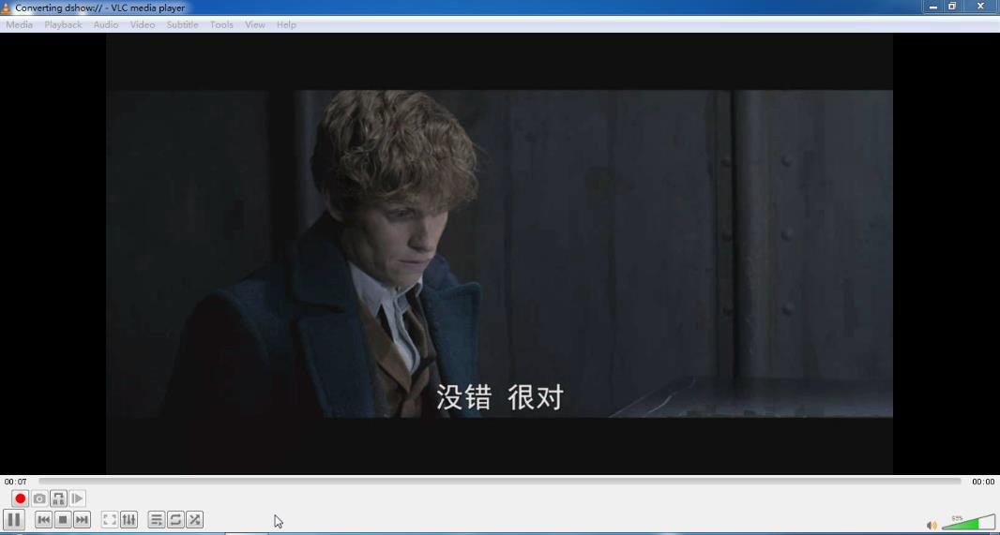 Converting dshow:// - VLC media player
Media Playback Audio Video Subtitle Tools View Help
没错 很对
00:07
00:00